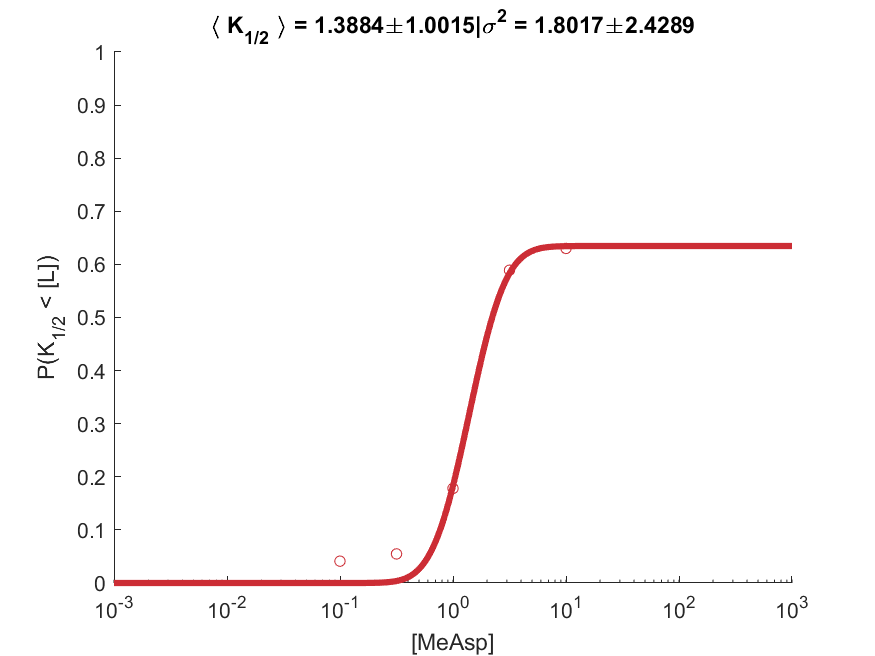 ⟨ K1/2 ⟩ = 1.3884±1.0015|σ² = 1.8017±2.4289
1
0.9
0.8
0.7
0.6
0.5
0.4
0.3
0.2
0.1
0
P(K1/2 < [L])
10⁻³ 10⁻² 10⁻¹ 10⁰ 10¹ 10² 10³
[MeAsp]